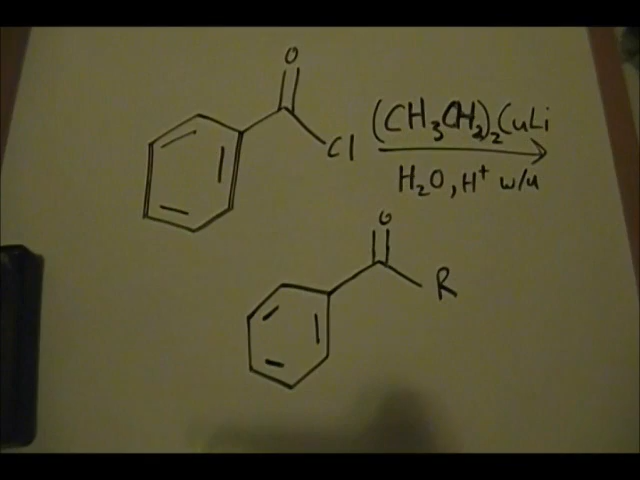 O
(CH₃CH₂)₂CuLi
Cl
H₂O, H⁺ w/u
O
R